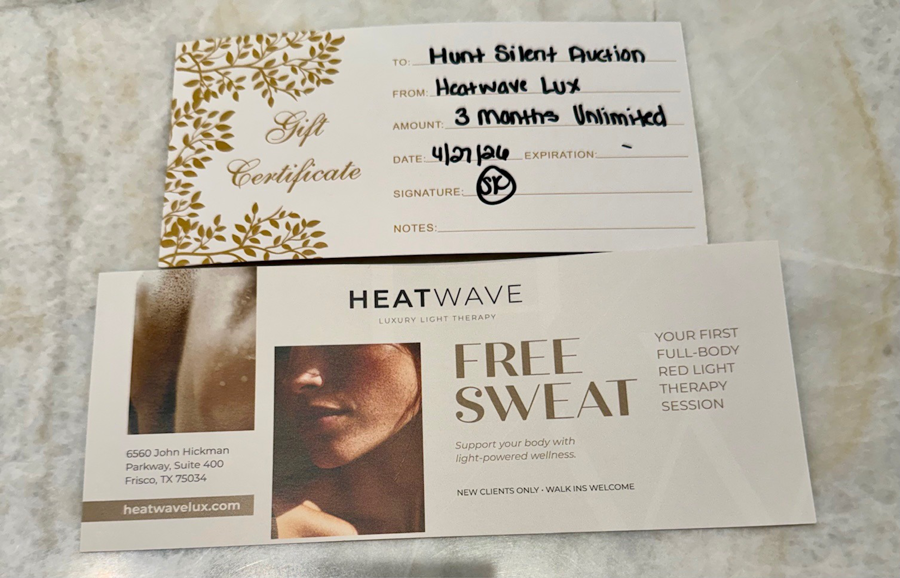 Gift
Certificate
TO: Hunt Silent Auction
FROM: Heatwave Lux
AMOUNT: 3 months Unlimited
DATE: 4/27/26 EXPIRATION: -
SIGNATURE: SK
NOTES:
HEATWAVE
LUXURY LIGHT THERAPY
FREE
SWEAT
Support your body with
light-powered wellness.
NEW CLIENTS ONLY • WALK INS WELCOME
YOUR FIRST
FULL-BODY
RED LIGHT
THERAPY
SESSION
6560 John Hickman
Parkway, Suite 400
Frisco, TX 75034
heatwavelux.com